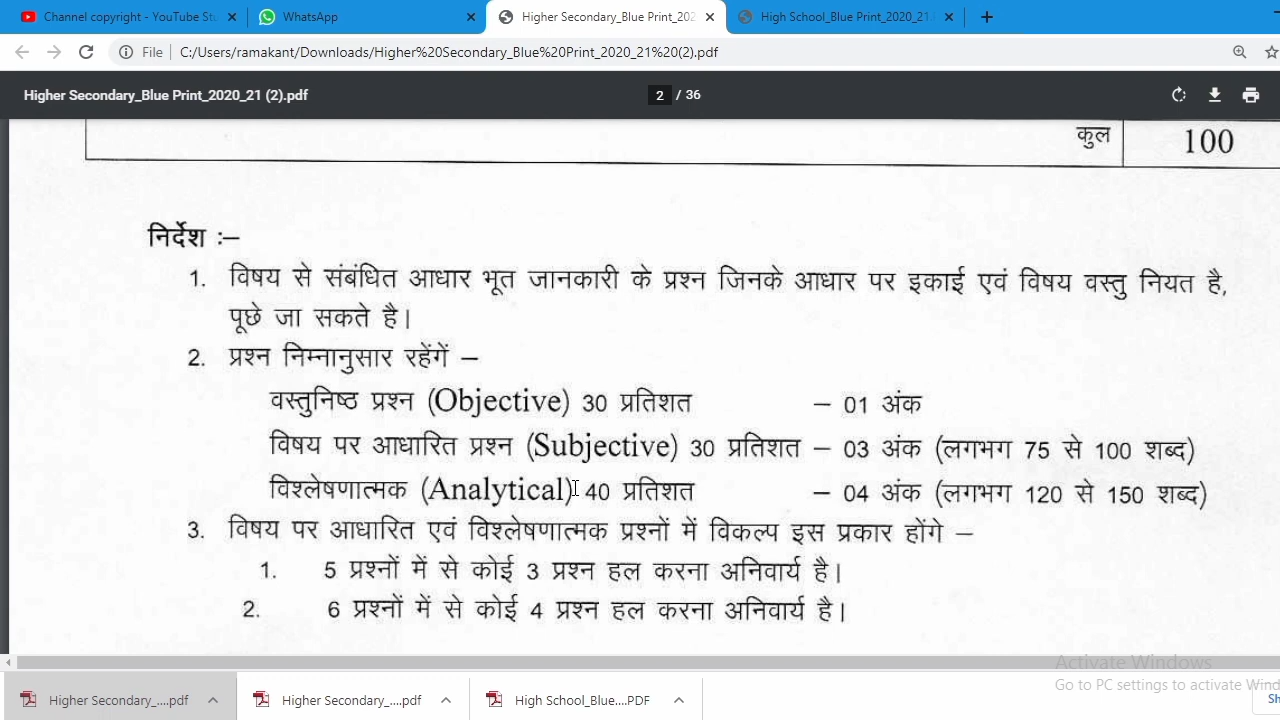 Channel copyright - YouTube Stu
WhatsApp
Higher Secondary_Blue Print_202
High School_Blue Print_2020_21
File
C:/Users/ramakant/Downloads/Higher%20Secondary_Blue%20Print_2020_21%20(2).pdf
Higher Secondary_Blue Print_2020_21 (2).pdf
2 / 36
कुल 100
निर्देश :–
1. विषय से संबंधित आधार भूत जानकारी के प्रश्न जिनके आधार पर इकाई एवं विषय वस्तु नियत है,
पूछे जा सकते है।
2. प्रश्न निम्नानुसार रहेंगें –
वस्तुनिष्ठ प्रश्न (Objective) 30 प्रतिशत – 01 अंक
विषय पर आधारित प्रश्न (Subjective) 30 प्रतिशत – 03 अंक (लगभग 75 से 100 शब्द)
विश्लेषणात्मक (Analytical) 40 प्रतिशत – 04 अंक (लगभग 120 से 150 शब्द)
3. विषय पर आधारित एवं विश्लेषणात्मक प्रश्नों में विकल्प इस प्रकार होंगे –
1. 5 प्रश्नों में से कोई 3 प्रश्न हल करना अनिवार्य है।
2. 6 प्रश्नों में से कोई 4 प्रश्न हल करना अनिवार्य है।
Activate Windows
Go to PC settings to activate Wind
Higher Secondary_....pdf
Higher Secondary_....pdf
High School_Blue....PDF
Sh